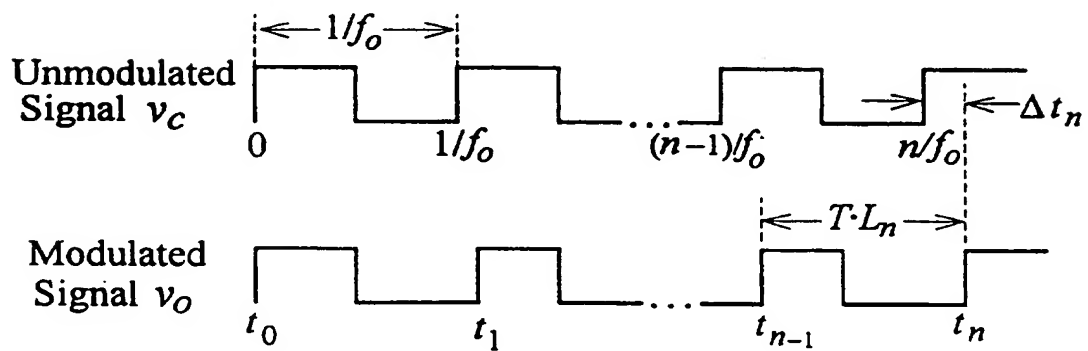 1/fₒ
Unmodulated
Signal v_C
0 1/fₒ ... (n−1)/fₒ n/fₒ Δtₙ
T·Lₙ
Modulated
Signal vₒ
t₀ t₁ ... tₙ₋₁ tₙ